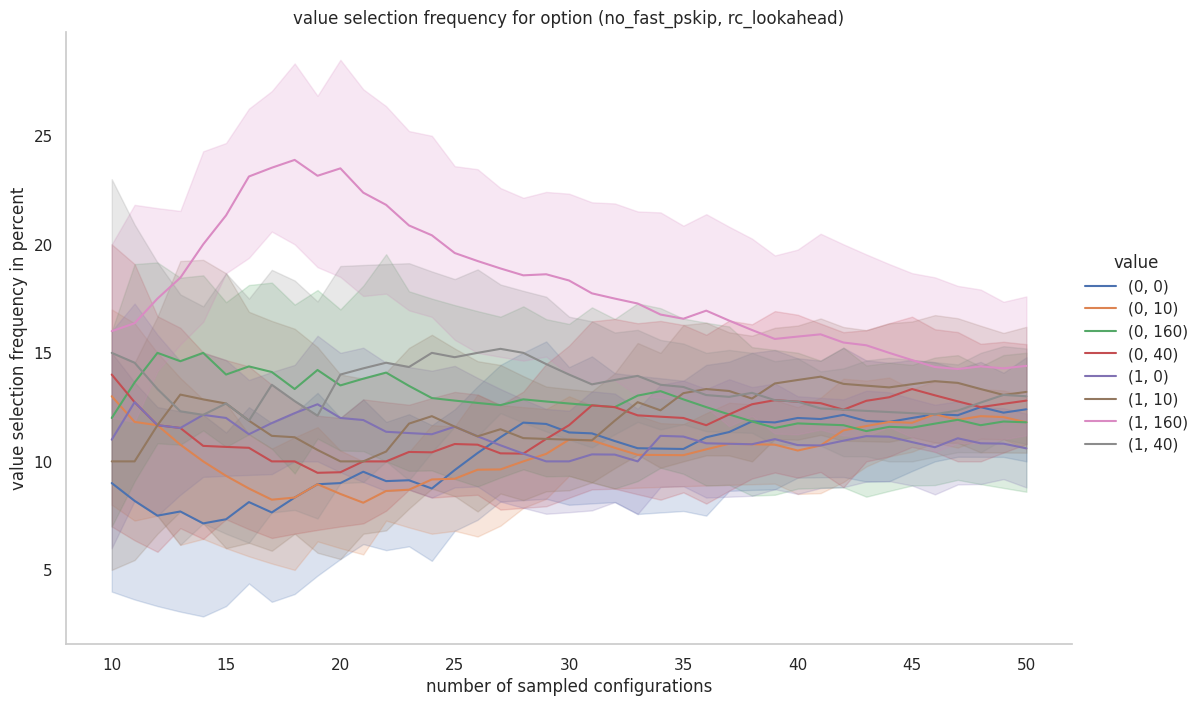 value selection frequency for option (no_fast_pskip, rc_lookahead)
value selection frequency in percent
25
20
15
10
5
10 15 20 25 30 35 40 45 50
number of sampled configurations
value
(0, 0)
(0, 10)
(0, 160)
(0, 40)
(1, 0)
(1, 10)
(1, 160)
(1, 40)